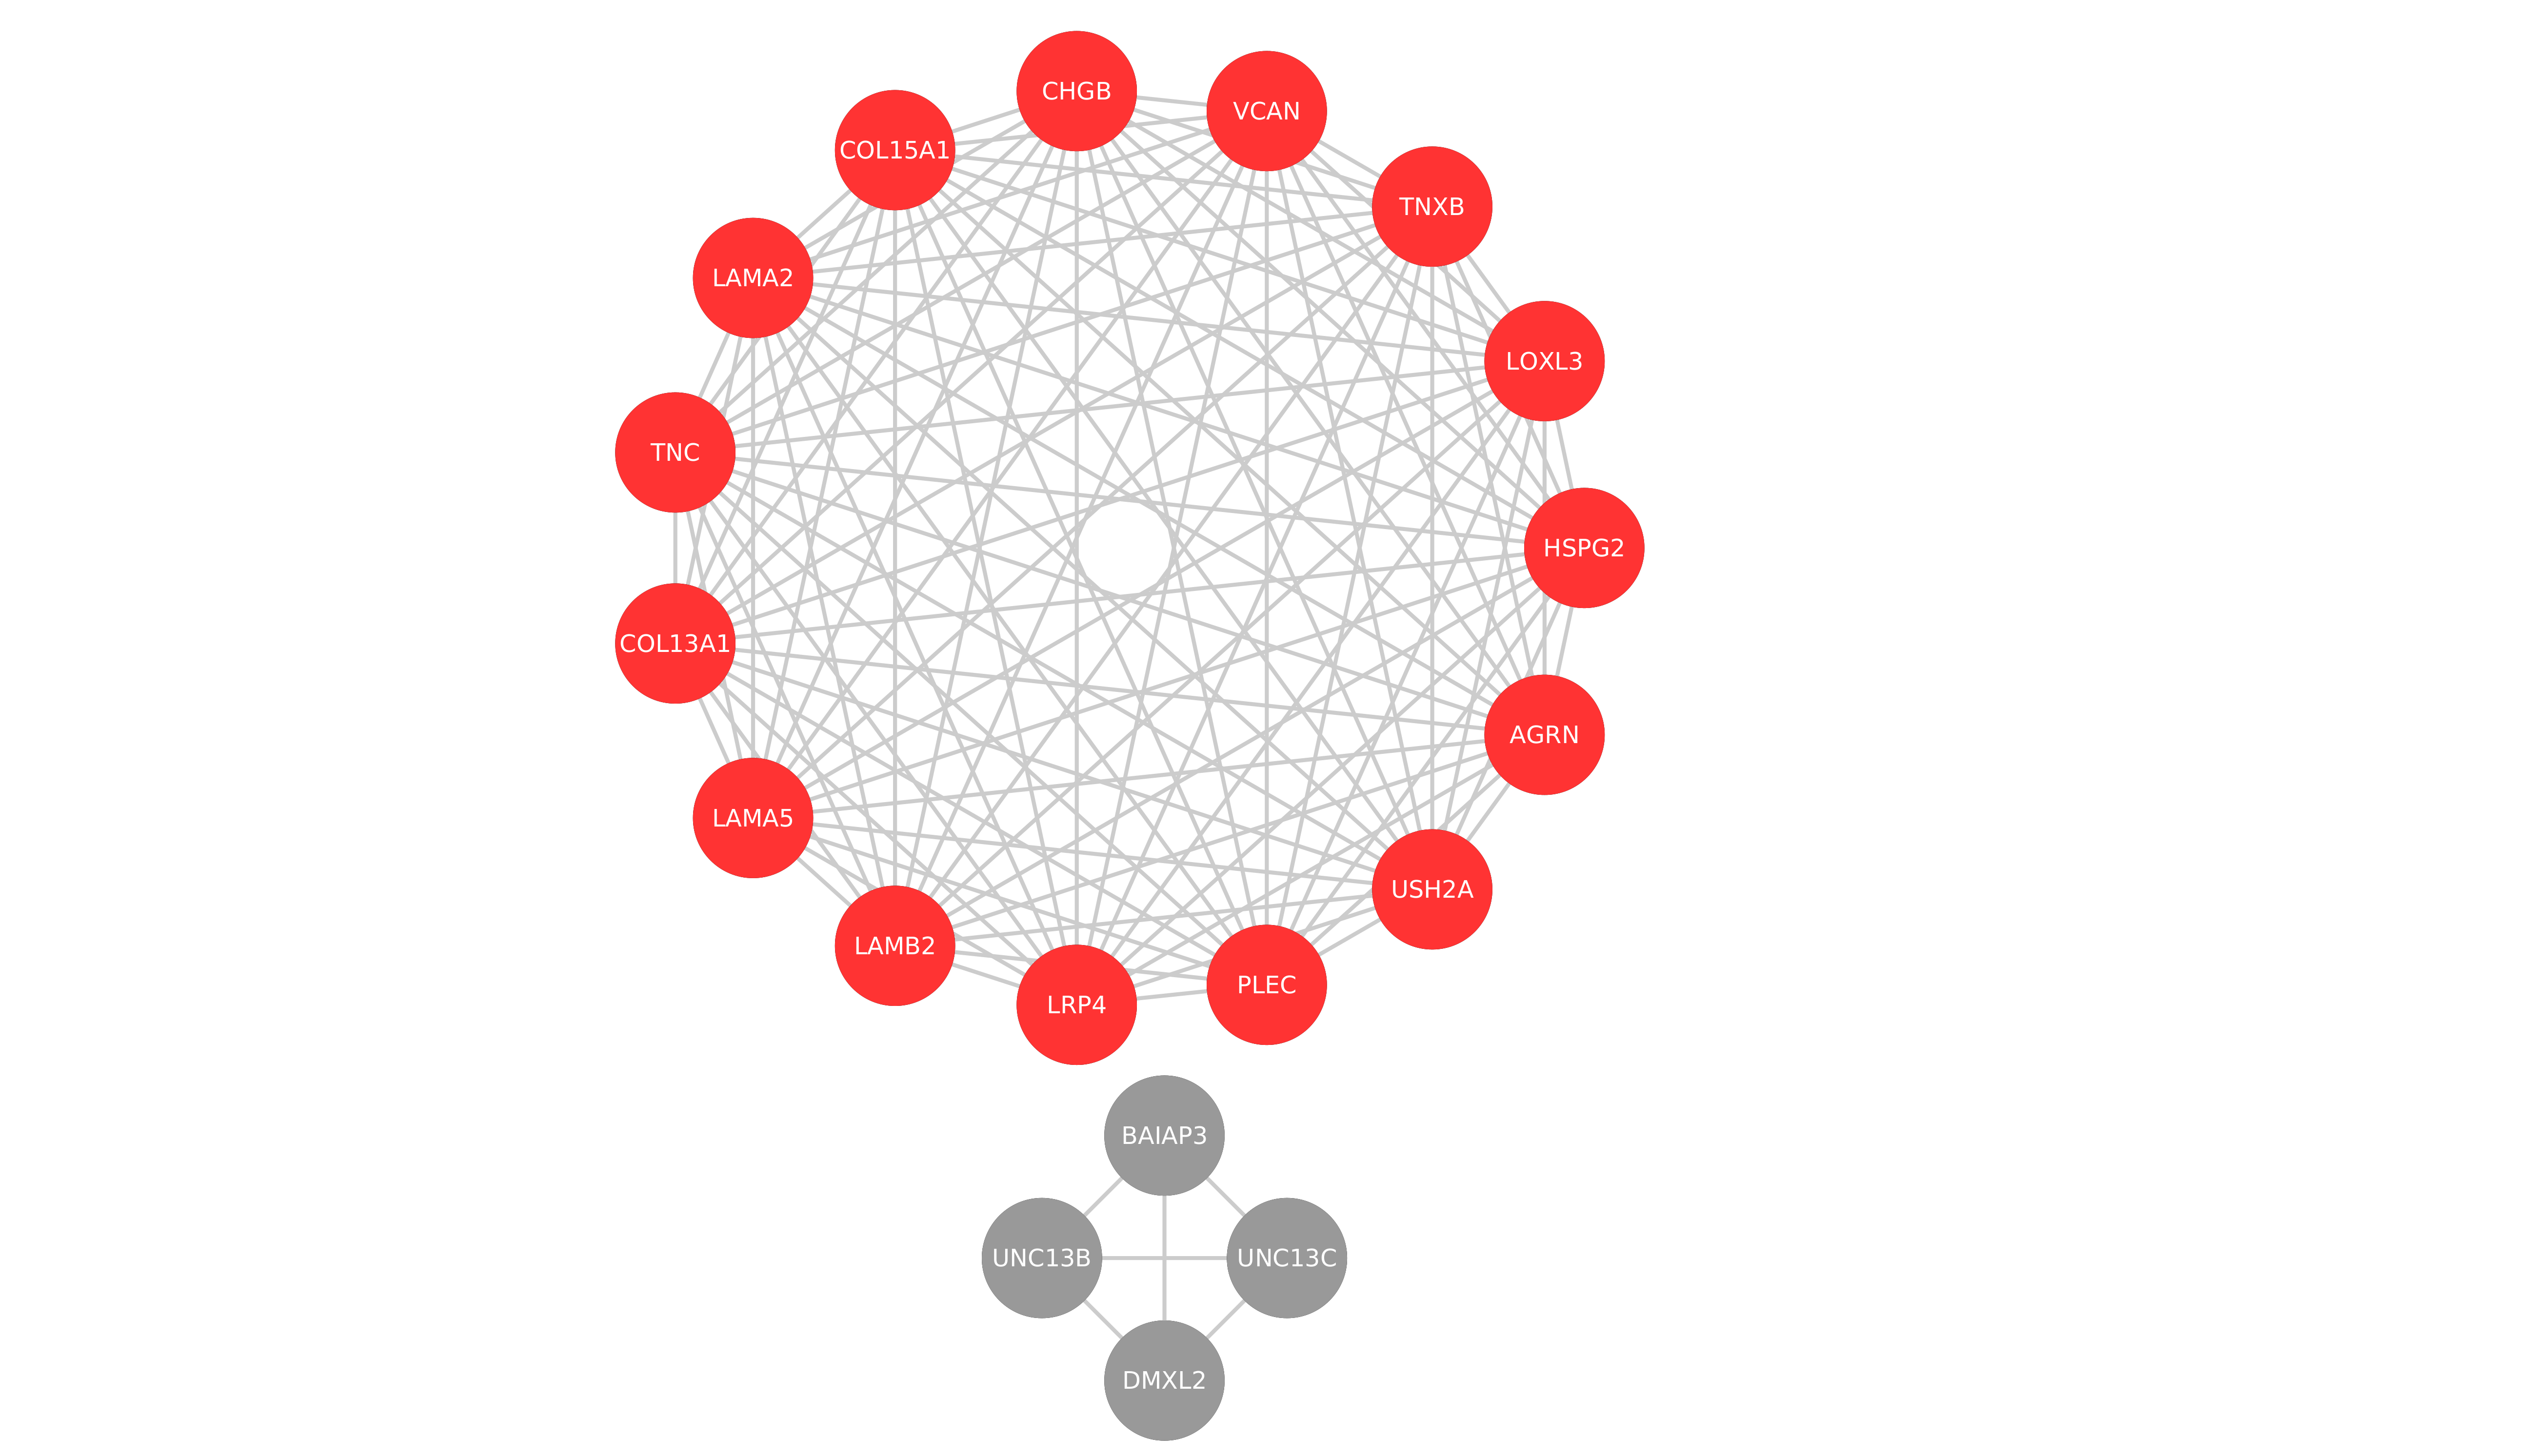 CHGB
VCAN
COL15A1
TNXB
LAMA2
LOXL3
TNC
HSPG2
COL13A1
AGRN
LAMA5
USH2A
LAMB2
PLEC
LRP4
BAIAP3
UNC13B
UNC13C
DMXL2